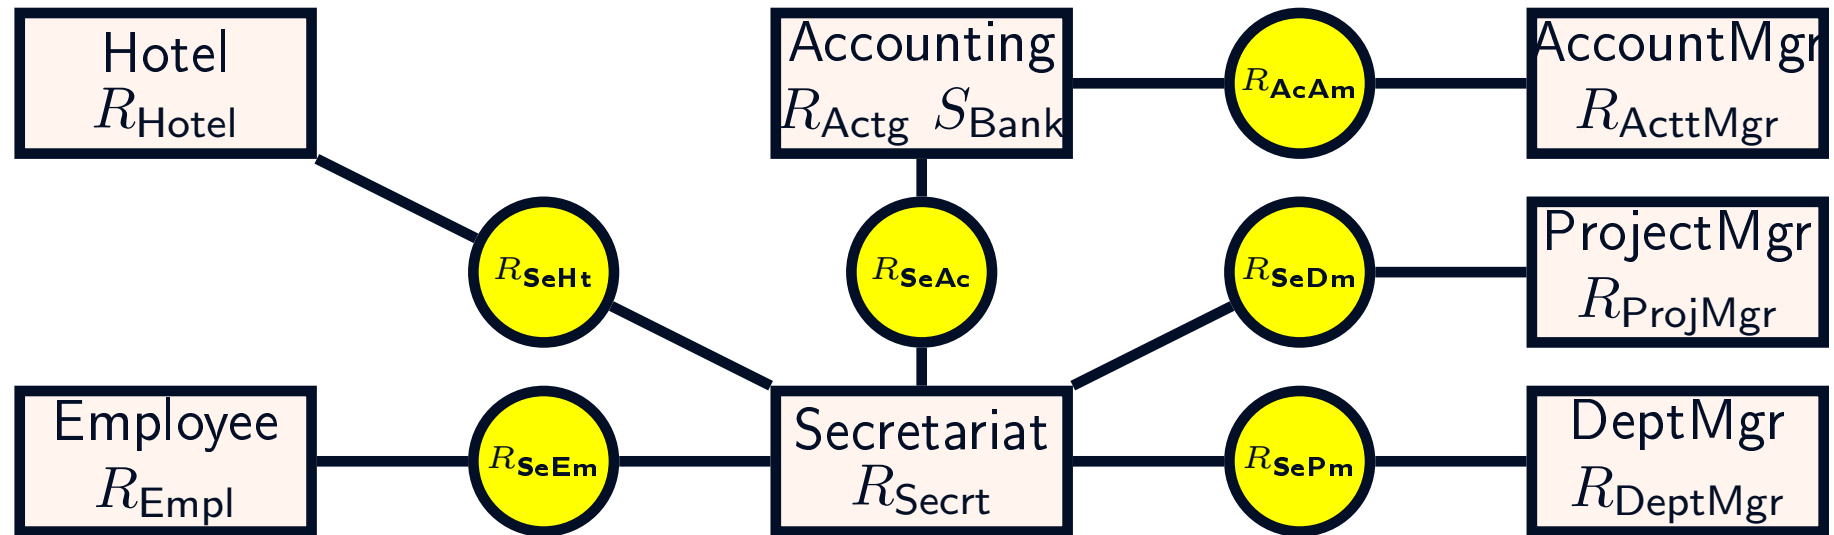 Hotel
R_Hotel
Accounting
R_Actg S_Bank
R_AcAm
AccountMgr
R_ActtMgr
R_SeHt
R_SeAc
R_SeDm
ProjectMgr
R_ProjMgr
Employee
R_Empl
R_SeEm
Secretariat
R_Secrt
R_SePm
DeptMgr
R_DeptMgr